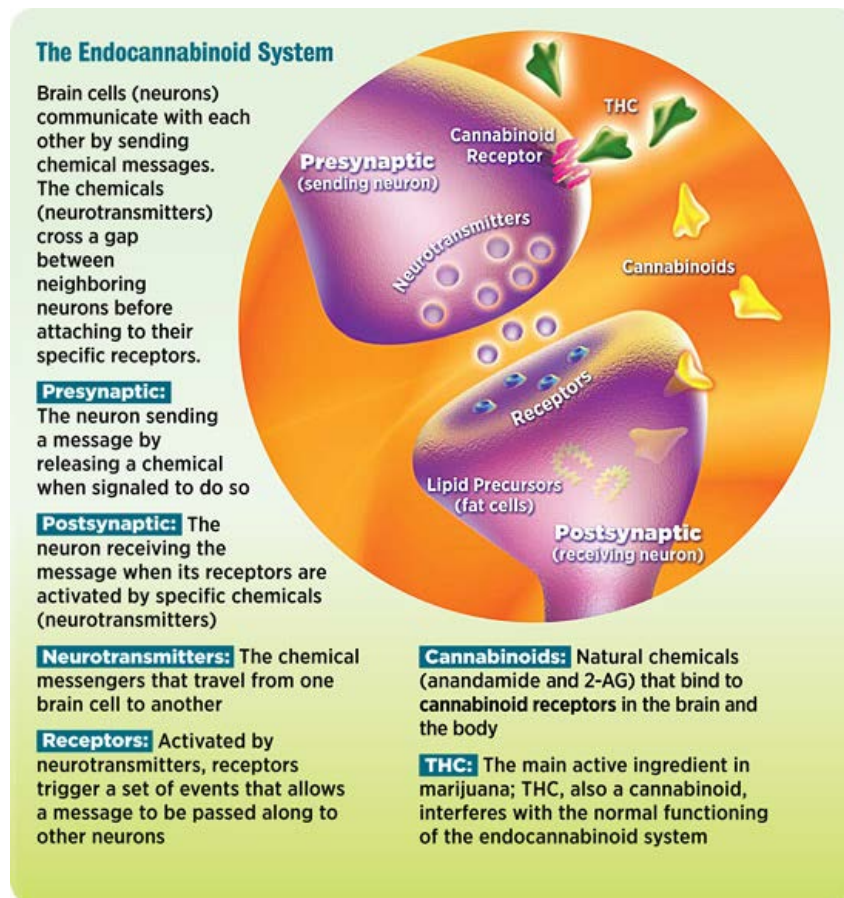 The Endocannabinoid System
Brain cells (neurons)
communicate with each
other by sending
chemical messages.
The chemicals
(neurotransmitters)
cross a gap
between
neighboring
neurons before
attaching to their
specific receptors.
Presynaptic:
The neuron sending
a message by
releasing a chemical
when signaled to do so
Postsynaptic: The
neuron receiving the
message when its receptors are
activated by specific chemicals
(neurotransmitters)
Neurotransmitters: The chemical
messengers that travel from one
brain cell to another
Receptors: Activated by
neurotransmitters, receptors
trigger a set of events that allows
a message to be passed along to
other neurons
THC
Cannabinoid
Receptor
Presynaptic
(sending neuron)
Neurotransmitters
Cannabinoids
Receptors
Lipid Precursors
(fat cells)
Postsynaptic
(receiving neuron)
Cannabinoids: Natural chemicals
(anandamide and 2-AG) that bind to
cannabinoid receptors in the brain and
the body
THC: The main active ingredient in
marijuana; THC, also a cannabinoid,
interferes with the normal functioning
of the endocannabinoid system